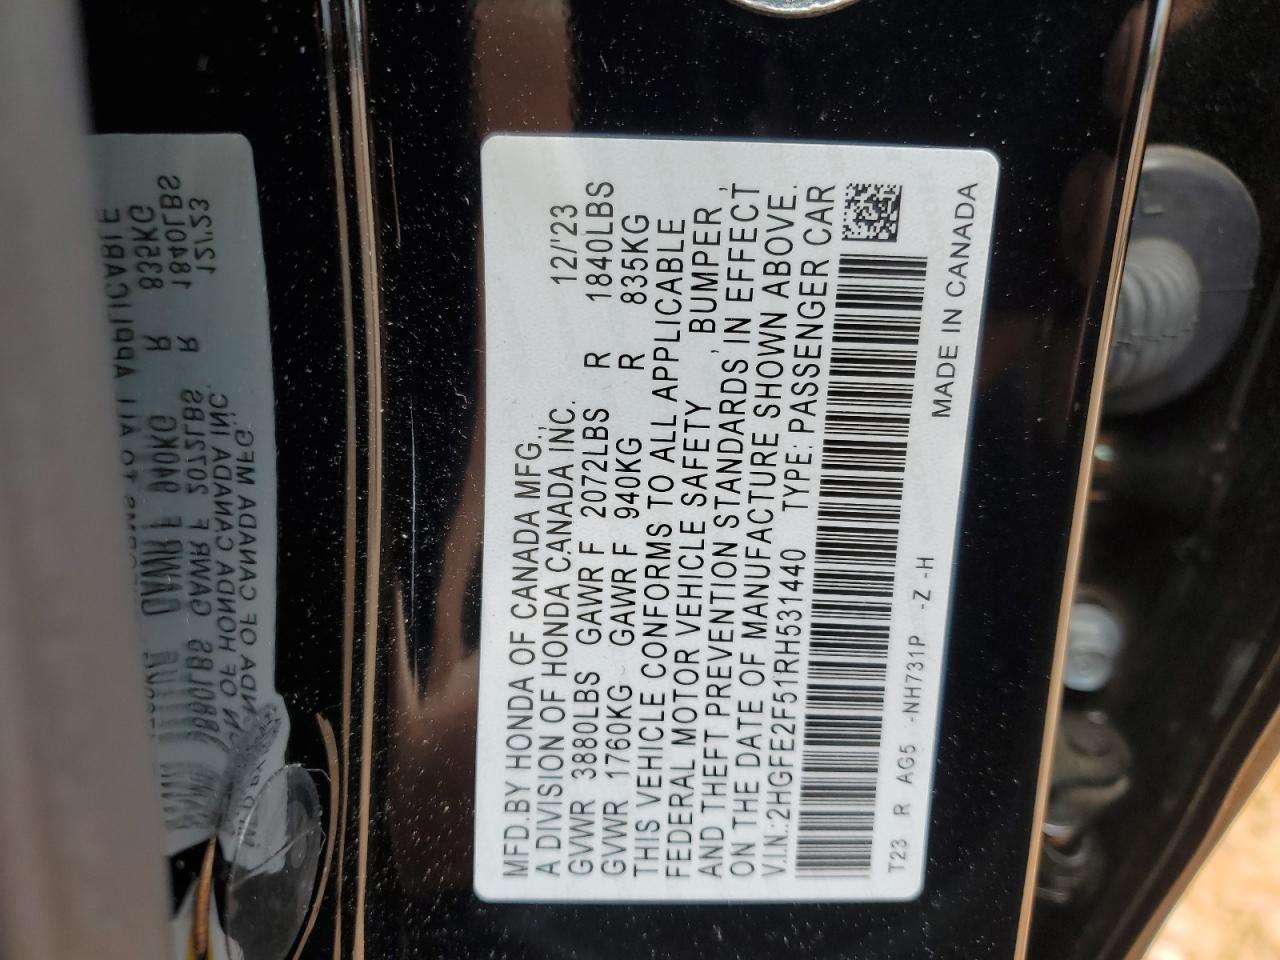 MFD.BY HONDA OF CANADA MFG.,
A DIVISION OF HONDA CANADA INC. 12/'23
GVWR 3880LBS GAWR F 2072LBS R 1840LBS
GVWR 1760KG GAWR F 940KG R 835KG
THIS VEHICLE CONFORMS TO ALL APPLICABLE
FEDERAL MOTOR VEHICLE SAFETY, BUMPER,
AND THEFT PREVENTION STANDARDS IN EFFECT
ON THE DATE OF MANUFACTURE SHOWN ABOVE.
V.I.N.:2HGFE2F51RH531440 TYPE: PASSENGER CAR
T23 R AG5 -NH731P -Z -H MADE IN CANADA